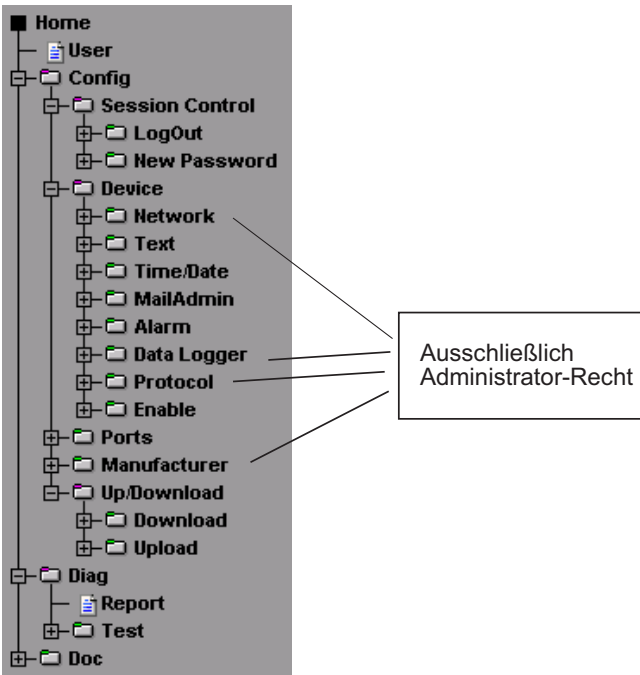 Home
User
Config
Session Control
LogOut
New Password
Device
Network
Text
Time/Date
MailAdmin
Alarm
Data Logger
Protocol
Enable
Ports
Manufacturer
Up/Download
Download
Upload
Diag
Report
Test
Doc
Ausschließlich
Administrator-Recht